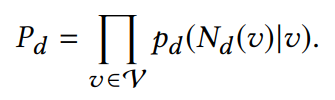 P_d = ∏_{v∈𝒱} p_d(N_d(v)|v).